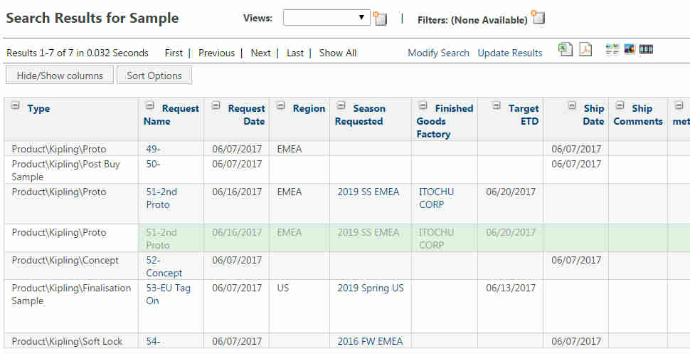 Search Results for Sample
Views:
Filters: (None Available)
Results 1-7 of 7 in 0.032 Seconds First | Previous | Next | Last | Show All Modify Search Update Results
Hide/Show columns Sort Options
Type Request Name Request Date Region Season Requested Finished Goods Factory Target ETD Ship Date Ship Comments
Product\Kipling\Proto 49- 06/07/2017 EMEA 06/07/2017
Product\Kipling\Post Buy Sample 50- 06/07/2017 06/07/2017
Product\Kipling\Proto 51-2nd Proto 06/16/2017 EMEA 2019 SS EMEA ITOCHU CORP 06/20/2017
Product\Kipling\Proto 51-2nd Proto 06/16/2017 EMEA 2019 SS EMEA ITOCHU CORP 06/20/2017
Product\Kipling\Concept 52-Concept 06/07/2017 06/07/2017
Product\Kipling\Finalisation Sample 53-EU Tag On 06/07/2017 US 2019 Spring US 06/13/2017
Product\Kipling\Soft Lock 54- 06/07/2017 2016 FW EMEA 06/07/2017